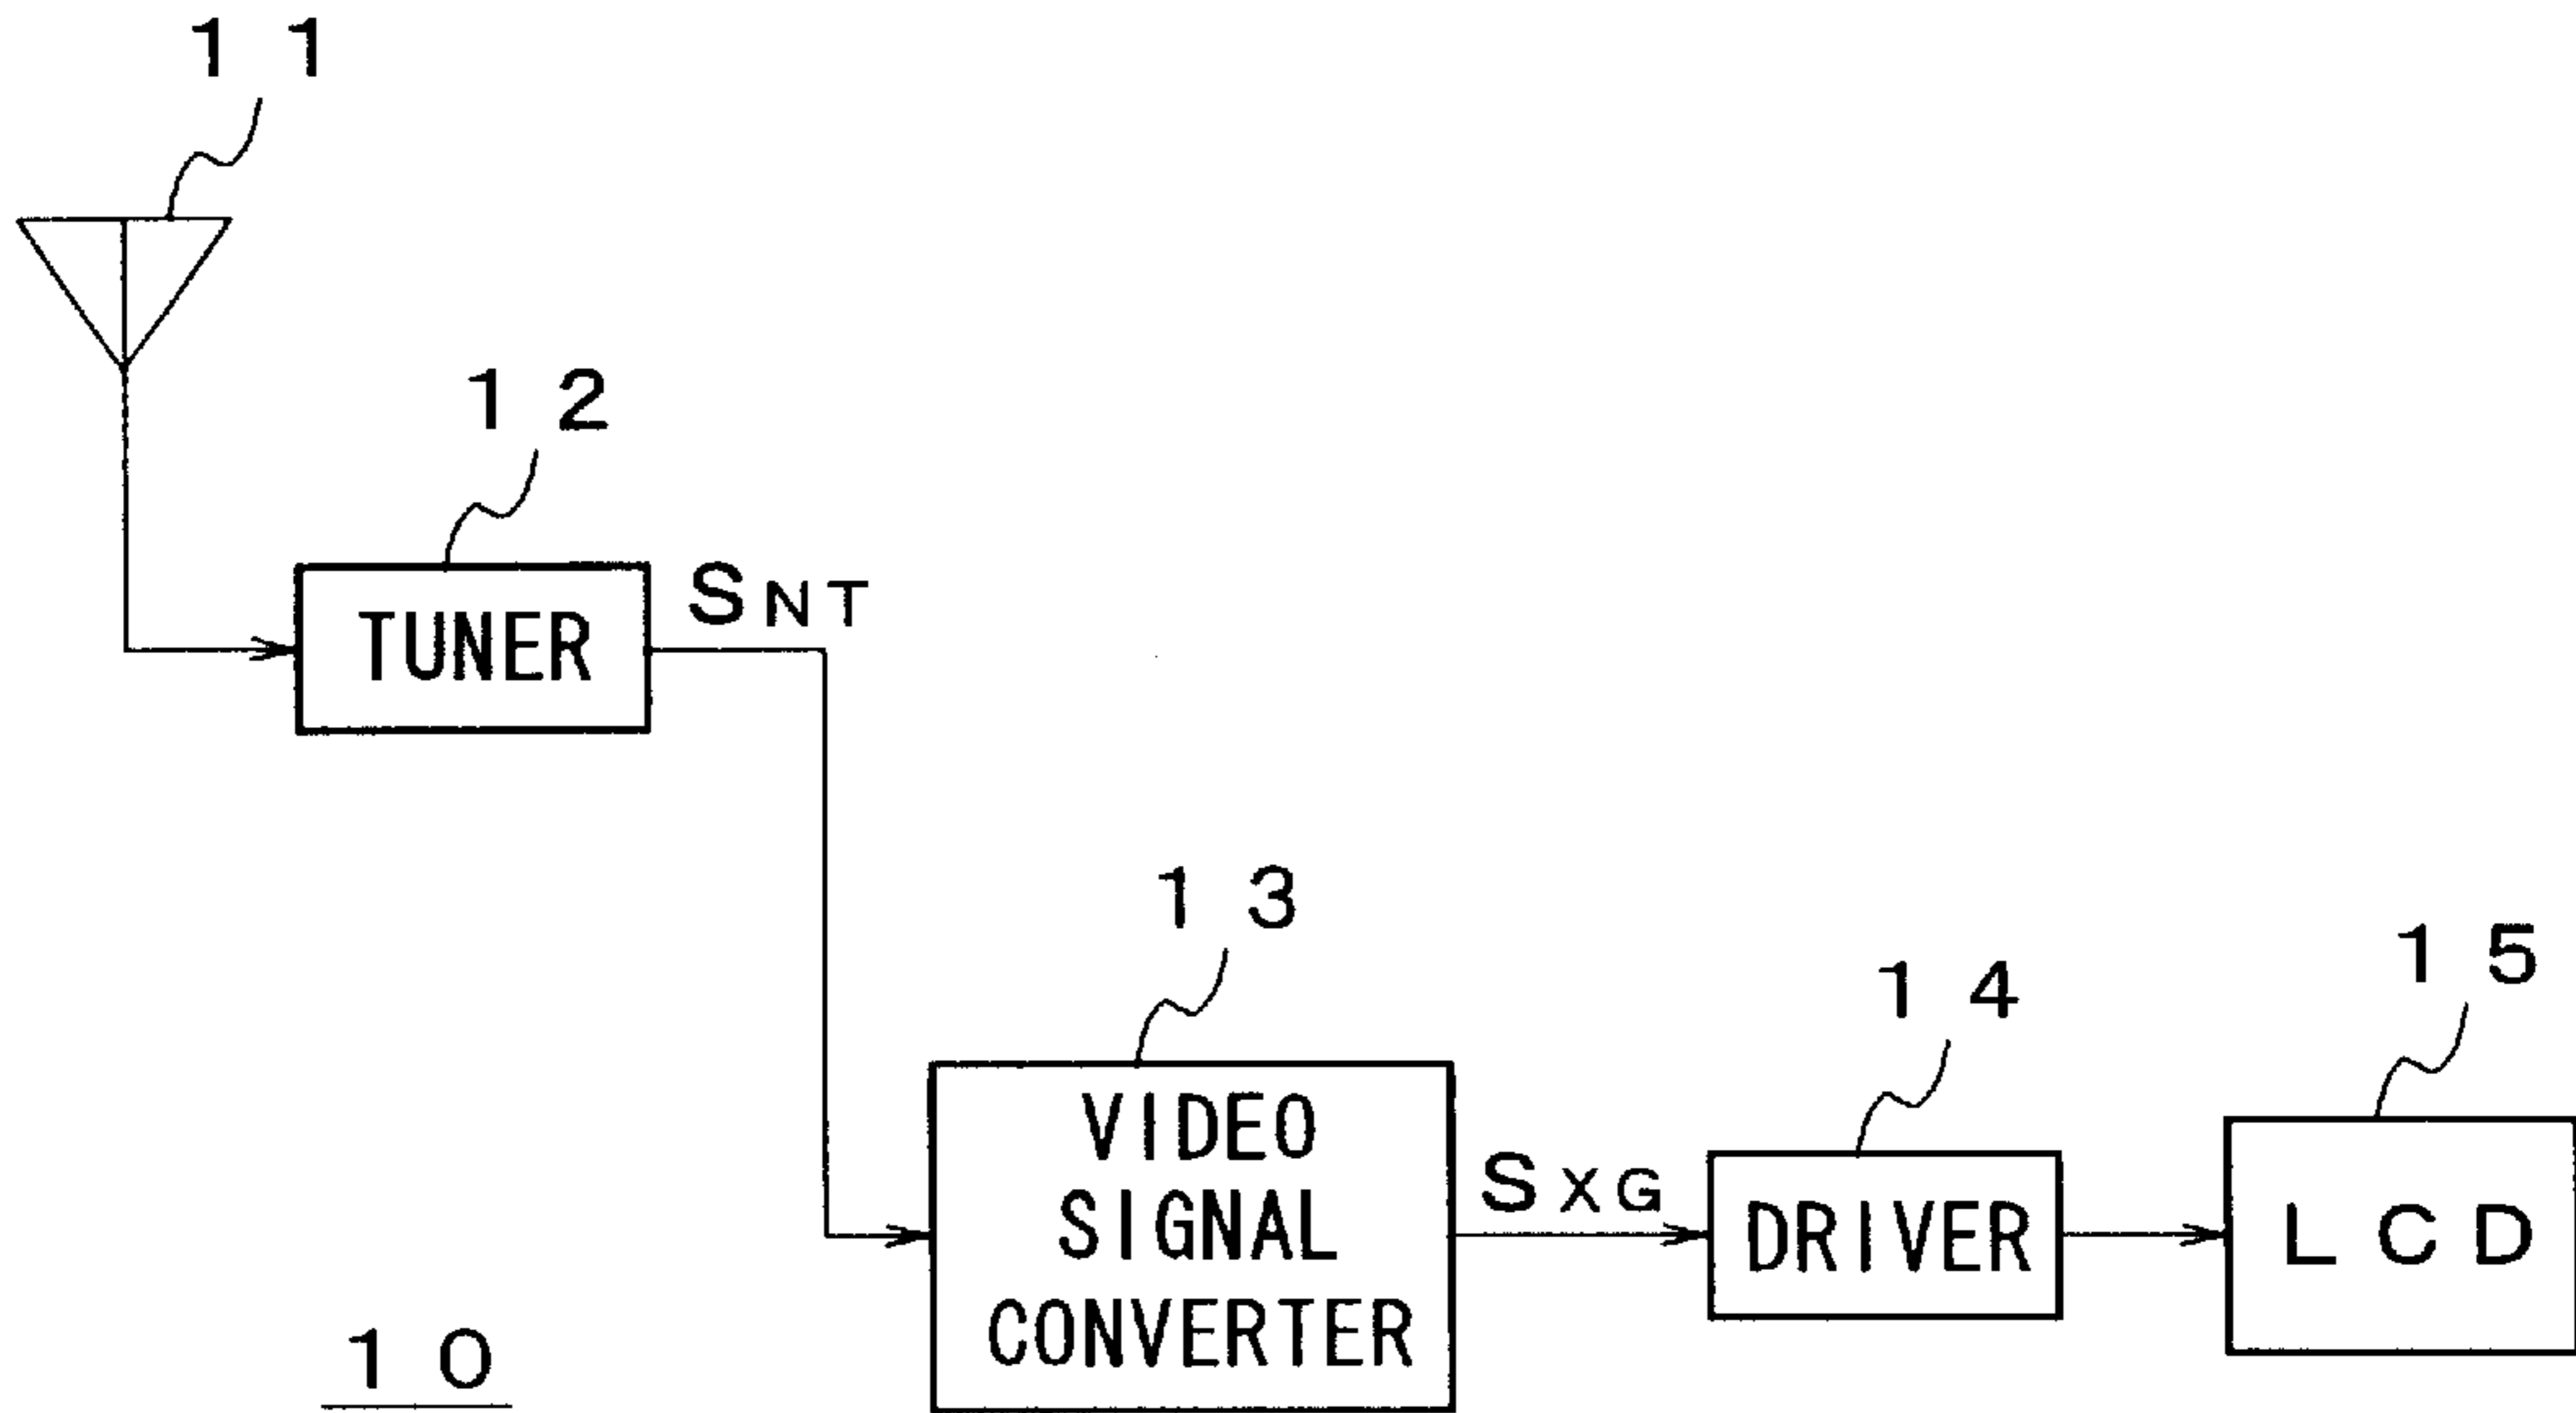 11
12
TUNER
SNT
13
VIDEO
SIGNAL
CONVERTER
SXG
14
DRIVER
15
LCD
10